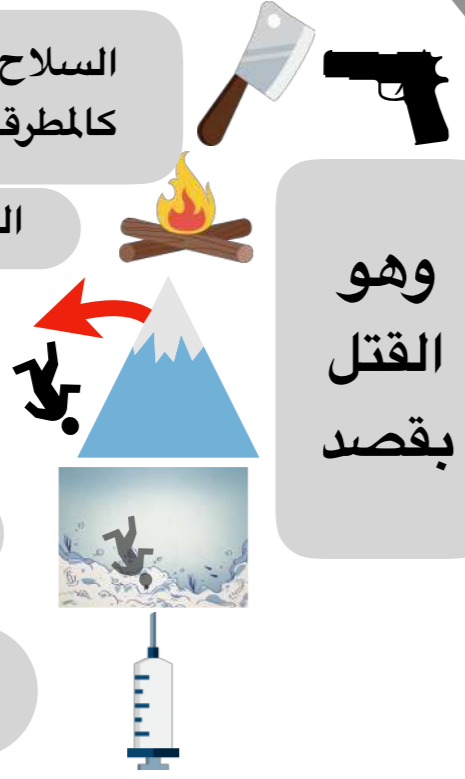 السلاح
كالمطرقة
وهو
القتل
بقصد